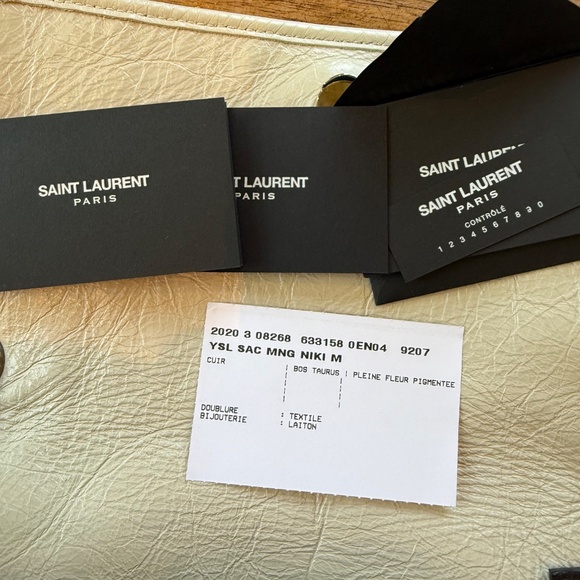 SAINT LAURENT
PARIS
T LAURENT
PARIS
SAINT LAUR
SAINT LAURENT
PARIS
CONTRÔLÉ
1 2 3 4 5 6 7 8 9 0
2020 3 08268 633158 0EN04 9207
YSL SAC MNG NIKI M
CUIR | BOS TAURUS | PLEINE FLEUR PIGMENTEE
DOUBLURE : TEXTILE
BIJOUTERIE : LAITON